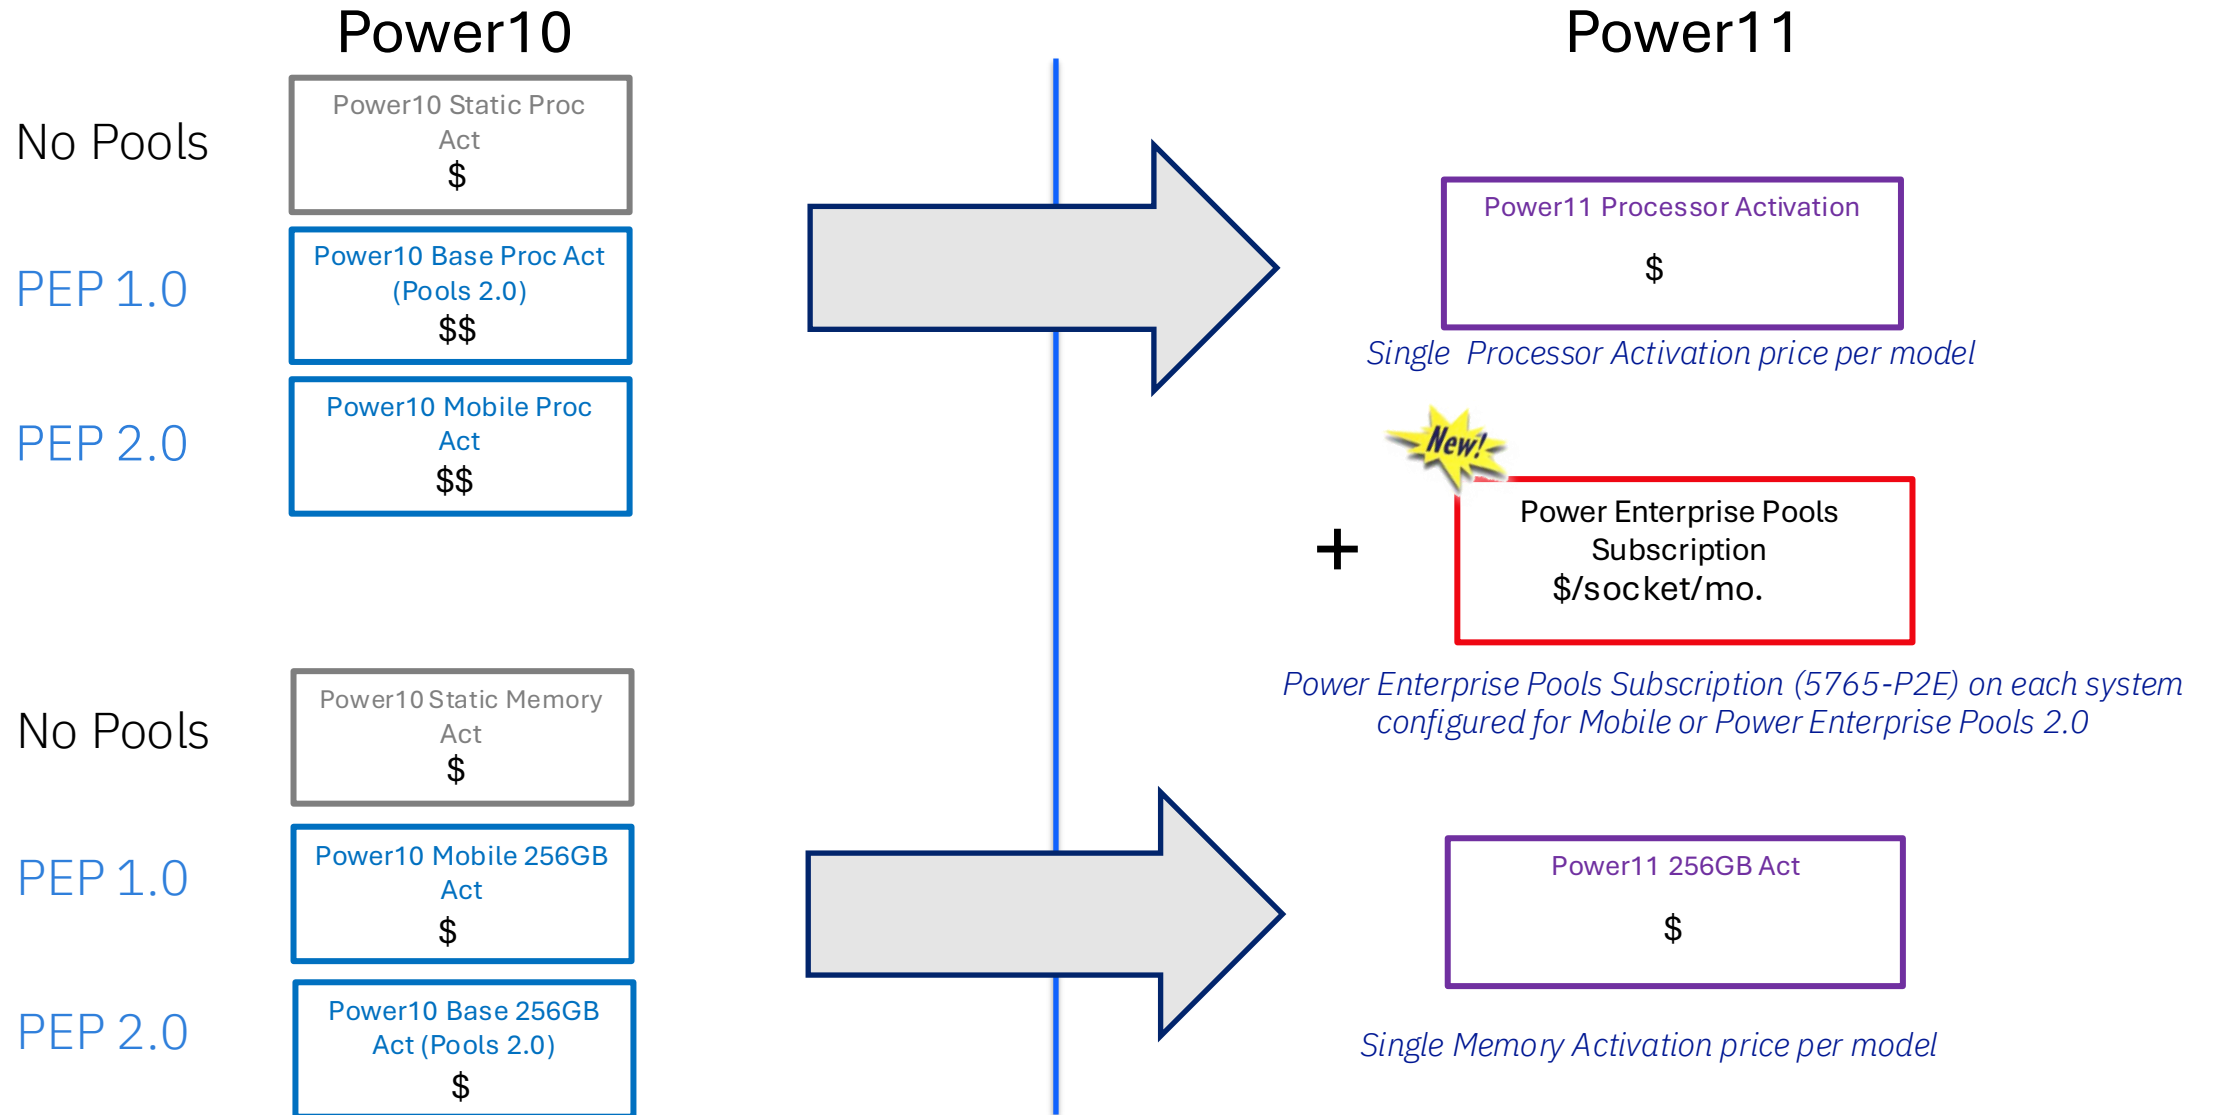 Power10
Power11
No Pools
Power10 Static Proc
Act
$
PEP 1.0
Power10 Base Proc Act
(Pools 2.0)
$$
PEP 2.0
Power10 Mobile Proc
Act
$$
Power11 Processor Activation
$
Single Processor Activation price per model
New!
+
Power Enterprise Pools
Subscription
$/socket/mo.
Power Enterprise Pools Subscription (5765-P2E) on each system
configured for Mobile or Power Enterprise Pools 2.0
No Pools
Power10 Static Memory
Act
$
PEP 1.0
Power10 Mobile 256GB
Act
$
PEP 2.0
Power10 Base 256GB
Act (Pools 2.0)
$
Power11 256GB Act
$
Single Memory Activation price per model